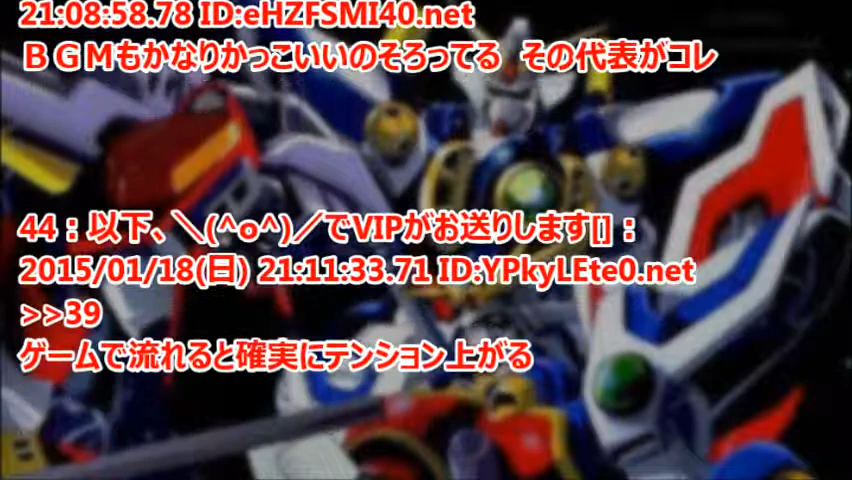 21:08:58.78 ID:eHZFSMI40.net
ＢＧＭもかなりかっこいいのそろってる　その代表がコレ
44：以下、＼(^o^)／でVIPがお送りします[]：
2015/01/18(日) 21:11:33.71 ID:YPkyLEte0.net
>>39
ゲームで流れると確実にテンション上がる